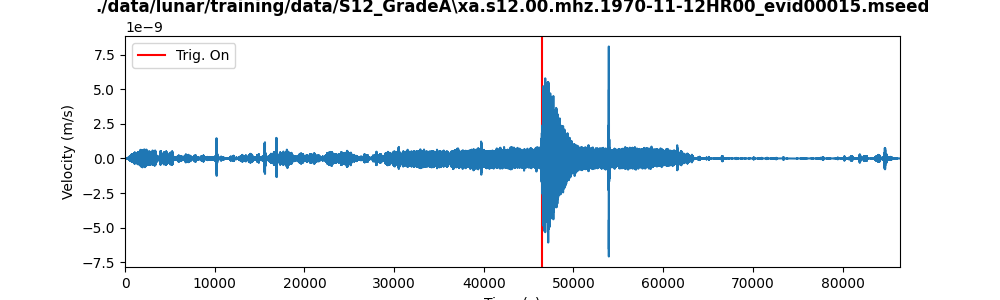 ./data/lunar/training/data/S12_GradeA\xa.s12.00.mhz.1970-11-12HR00_evid00015.mseed
1e−9
Trig. On
7.5
5.0
2.5
0.0
−2.5
−5.0
−7.5
Velocity (m/s)
0 10000 20000 30000 40000 50000 60000 70000 80000